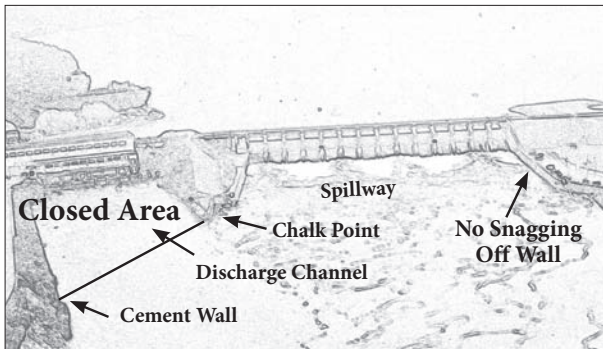 Spillway
Closed Area
Chalk Point
No Snagging
Off Wall
Discharge Channel
Cement Wall